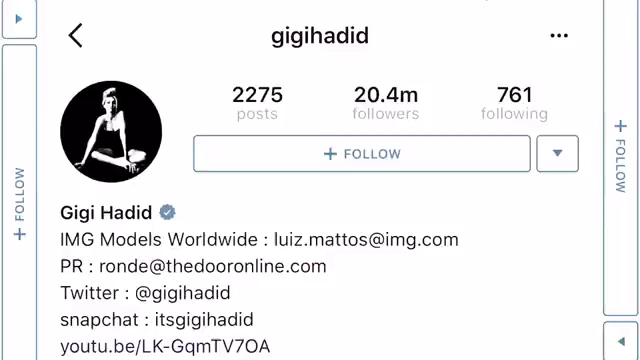 gigihadid
2275 20.4m 761
posts followers following
+ FOLLOW
Gigi Hadid
IMG Models Worldwide : luiz.mattos@img.com
PR : ronde@thedooronline.com
Twitter : @gigihadid
snapchat : itsgigihadid
youtu.be/LK-GqmTV7OA
+ FOLLOW
+ FOLLOW